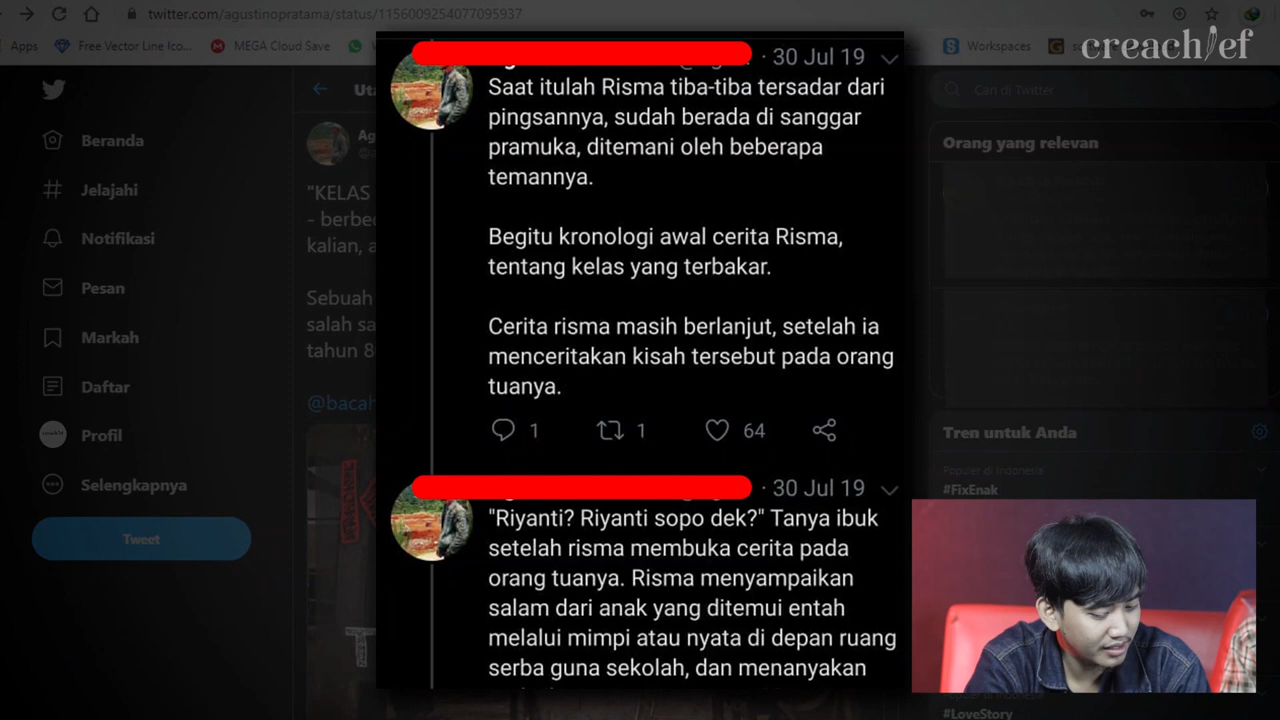 twitter.com/agustinopratama/status/1156009254077095937
Apps
Free Vector Line Ico...
MEGA Cloud Save
Workspaces
creachief
Beranda
Jelajahi
Notifikasi
Pesan
Markah
Daftar
Profil
Selengkapnya
Tweet
Uta
Ag
"KELAS
- berbe
kalian, a
Sebuah
salah sa
tahun 8
@bacah
· 30 Jul 19
Saat itulah Risma tiba-tiba tersadar dari
pingsannya, sudah berada di sanggar
pramuka, ditemani oleh beberapa
temannya.
Begitu kronologi awal cerita Risma,
tentang kelas yang terbakar.
Cerita risma masih berlanjut, setelah ia
menceritakan kisah tersebut pada orang
tuanya.
1 1 64
· 30 Jul 19
"Riyanti? Riyanti sopo dek?" Tanya ibuk
setelah risma membuka cerita pada
orang tuanya. Risma menyampaikan
salam dari anak yang ditemui entah
melalui mimpi atau nyata di depan ruang
serba guna sekolah, dan menanyakan
Cari di Twitter
Orang yang relevan
Tren untuk Anda
Populer di Indonesia
#FixEnak
#LoveStory